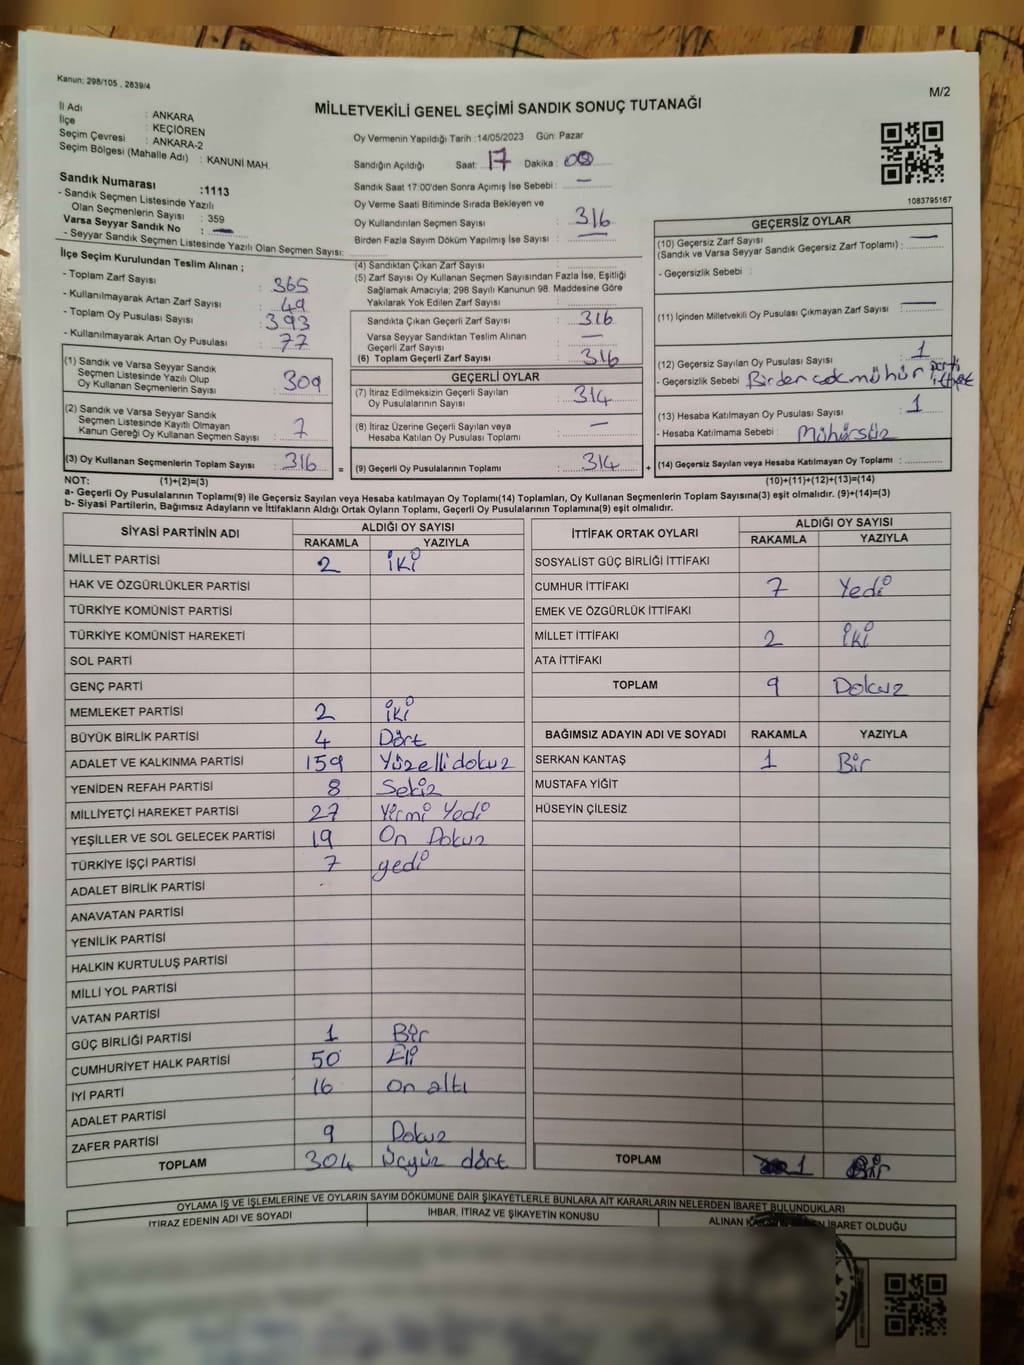 Kanun: 298/105 , 2839/4
M/2
MİLLETVEKİLİ GENEL SEÇİMİ SANDIK SONUÇ TUTANAĞI
İl Adı : ANKARA
İlçe : KEÇİÖREN
Seçim Çevresi : ANKARA-2
Seçim Bölgesi (Mahalle Adı) : KANUNİ MAH.
Sandık Numarası :1113
- Sandık Seçmen Listesinde Yazılı
Olan Seçmenlerin Sayısı : 359
Varsa Seyyar Sandık No : —
- Seyyar Sandık Seçmen Listesinde Yazılı Olan Seçmen Sayısı:
Oy Vermenin Yapıldığı Tarih :14/05/2023 Gün: Pazar
Sandığın Açıldığı Saat: 17 Dakika : 00
Sandık Saat 17:00'den Sonra Açılmış İse Sebebi : —
Oy Verme Saati Bitiminde Sırada Bekleyen ve
Oy Kullandırılan Seçmen Sayısı : 316
Birden Fazla Sayım Döküm Yapılmış İse Sayısı : —
1083795167
İlçe Seçim Kurulundan Teslim Alınan ;
- Toplam Zarf Sayısı : 365
- Kullanılmayarak Artan Zarf Sayısı : 49
- Toplam Oy Pusulası Sayısı : 393
- Kullanılmayarak Artan Oy Pusulası : 77
(1) Sandık ve Varsa Seyyar Sandık
Seçmen Listesinde Yazılı Olup
Oy Kullanan Seçmenlerin Sayısı : 309
(2) Sandık ve Varsa Seyyar Sandık
Seçmen Listesinde Kayıtlı Olmayan
Kanun Gereği Oy Kullanan Seçmen Sayısı : 7
(3) Oy Kullanan Seçmenlerin Toplam Sayısı : 316 =
(4) Sandıktan Çıkan Zarf Sayısı :
(5) Zarf Sayısı Oy Kullanan Seçmen Sayısından Fazla İse, Eşitliği
Sağlamak Amacıyla; 298 Sayılı Kanunun 98. Maddesine Göre
Yakılarak Yok Edilen Zarf Sayısı :
Sandıkta Çıkan Geçerli Zarf Sayısı : 316
Varsa Seyyar Sandıktan Teslim Alınan
Geçerli Zarf Sayısı : —
(6) Toplam Geçerli Zarf Sayısı : 316
GEÇERLİ OYLAR
(7) İtiraz Edilmeksizin Geçerli Sayılan
Oy Pusulalarının Sayısı : 314
(8) İtiraz Üzerine Geçerli Sayılan veya
Hesaba Katılan Oy Pusulası Toplamı : —
(9) Geçerli Oy Pusulalarının Toplamı : 314 +
GEÇERSİZ OYLAR
(10) Geçersiz Zarf Sayısı
(Sandık ve Varsa Seyyar Sandık Geçersiz Zarf Toplamı) : —
- Geçersizlik Sebebi :
(11) İçinden Milletvekili Oy Pusulası Çıkmayan Zarf Sayısı : —
(12) Geçersiz Sayılan Oy Pusulası Sayısı : 1
- Geçersizlik Sebebi : Birden çok mühür
(13) Hesaba Katılmayan Oy Pusulası Sayısı : 1
- Hesaba Katılmama Sebebi : Mühürsüz
(14) Geçersiz Sayılan veya Hesaba Katılmayan Oy Toplamı :
NOT: (1)+(2)=(3)
(10)+(11)+(12)+(13)=(14)
a- Geçerli Oy Pusulalarının Toplamı(9) ile Geçersiz Sayılan veya Hesaba katılmayan Oy Toplamı(14) Toplamları, Oy Kullanan Seçmenlerin Toplam Sayısına(3) eşit olmalıdır. (9)+(14)=(3)
b- Siyasi Partilerin, Bağımsız Adayların ve İttifakların Aldığı Ortak Oyların Toplamı, Geçerli Oy Pusulalarının Toplamına(9) eşit olmalıdır.
SİYASİ PARTİNİN ADI ALDIĞI OY SAYISI
RAKAMLA YAZIYLA
MİLLET PARTİSİ 2 İki
HAK VE ÖZGÜRLÜKLER PARTİSİ
TÜRKİYE KOMÜNİST PARTİSİ
TÜRKİYE KOMÜNİST HAREKETİ
SOL PARTİ
GENÇ PARTİ
MEMLEKET PARTİSİ 2 İki
BÜYÜK BİRLİK PARTİSİ 4 Dört
ADALET VE KALKINMA PARTİSİ 159 Yüzellidokuz
YENİDEN REFAH PARTİSİ 8 Sekiz
MİLLİYETÇİ HAREKET PARTİSİ 27 Yirmi Yedi
YEŞİLLER VE SOL GELECEK PARTİSİ 19 On Dokuz
TÜRKİYE İŞÇİ PARTİSİ 7 yedi
ADALET BİRLİK PARTİSİ
ANAVATAN PARTİSİ
YENİLİK PARTİSİ
HALKIN KURTULUŞ PARTİSİ
MİLLİ YOL PARTİSİ
VATAN PARTİSİ
GÜÇ BİRLİĞİ PARTİSİ 1 Bir
CUMHURİYET HALK PARTİSİ 50 Elli
İYİ PARTİ 16 On altı
ADALET PARTİSİ
ZAFER PARTİSİ 9 Dokuz
TOPLAM 304 Üçyüz dört
İTTİFAK ORTAK OYLARI ALDIĞI OY SAYISI
RAKAMLA YAZIYLA
SOSYALİST GÜÇ BİRLİĞİ İTTİFAKI
CUMHUR İTTİFAKI 7 Yedi
EMEK VE ÖZGÜRLÜK İTTİFAKI
MİLLET İTTİFAKI 2 İki
ATA İTTİFAKI
TOPLAM 9 Dokuz
BAĞIMSIZ ADAYIN ADI VE SOYADI RAKAMLA YAZIYLA
SERKAN KANTAŞ 1 Bir
MUSTAFA YİĞİT
HÜSEYİN ÇİLESİZ
TOPLAM 1 Bir
OYLAMA İŞ VE İŞLEMLERİNE VE OYLARIN SAYIM DÖKÜMÜNE DAİR ŞİKAYETLERLE BUNLARA AİT KARARLARIN NELERDEN İBARET BULUNDUKLARI
İTİRAZ EDENİN ADI VE SOYADI İHBAR, İTİRAZ VE ŞİKAYETİN KONUSU ALINAN İBARET OLDUĞU